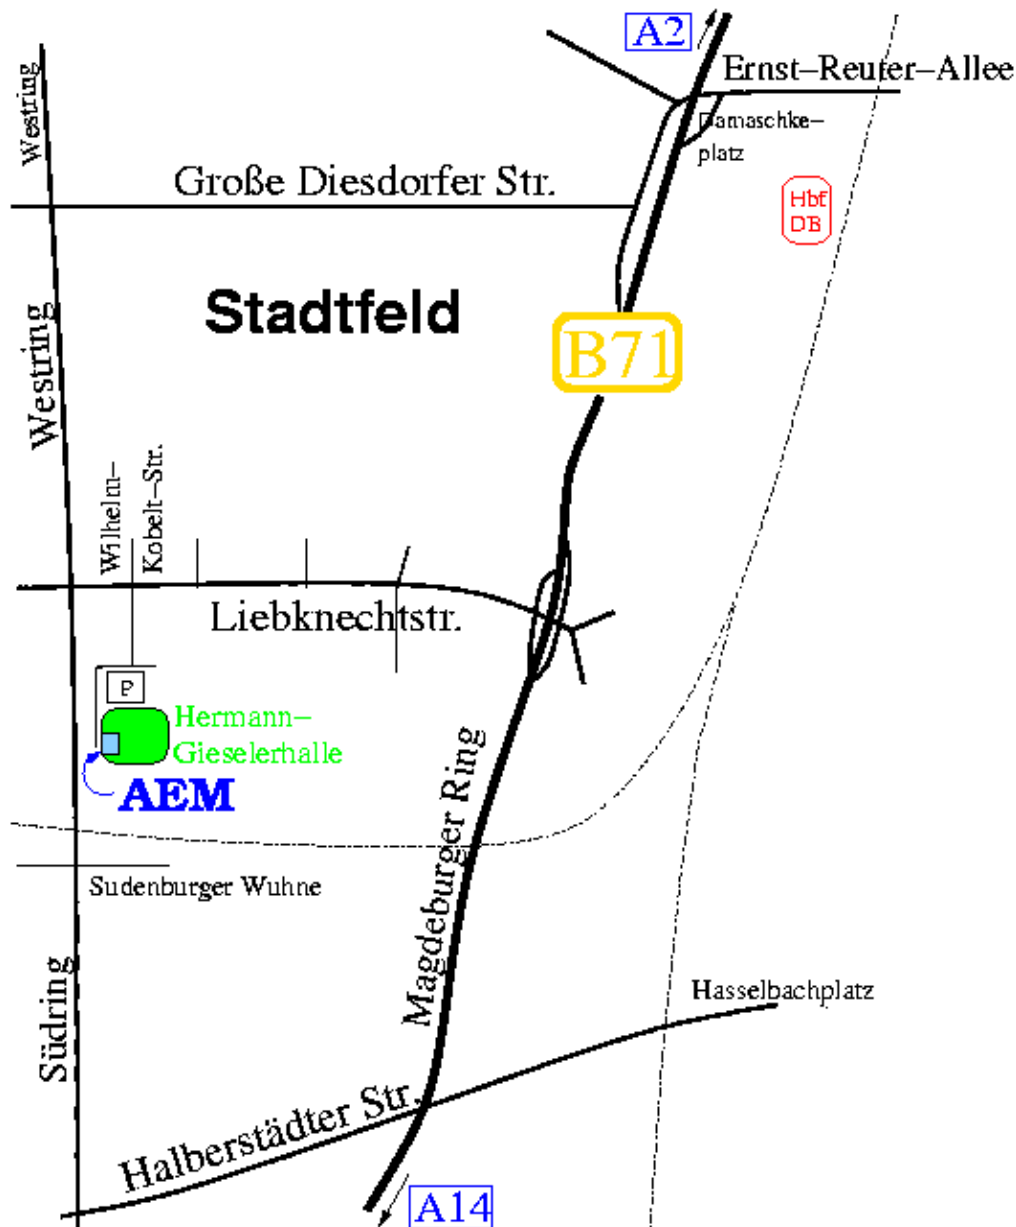 A2
Ernst–Reuter–Allee
Westring
Damaschke–
platz
Große Diesdorfer Str.
Hbf
DB
Stadtfeld
Westring
B71
Wilhelm–
Kobelt–Str.
Liebknechtstr.
P
Hermann–
Gieselerhalle
AEM
Magdeburger Ring
Sudenburger Wuhne
Südring
Hasselbachplatz
Halberstädter Str.
A14